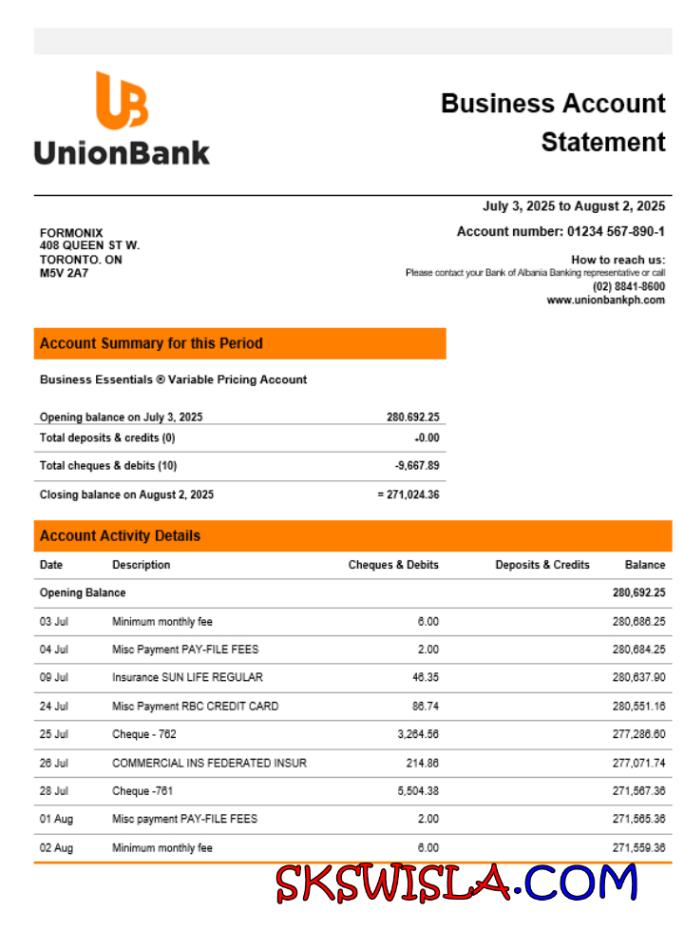 UB
UnionBank
Business Account
Statement
July 3, 2025 to August 2, 2025
FORMONIX
408 QUEEN ST W.
TORONTO. ON
M5V 2A7
Account number: 01234 567-890-1
How to reach us:
Please contact your Bank of Albania Banking representative or call
(02) 8841-8600
www.unionbankph.com
Account Summary for this Period
Business Essentials ® Variable Pricing Account
Opening balance on July 3, 2025 280.692.25
Total deposits & credits (0) -0.00
Total cheques & debits (10) -9,667.89
Closing balance on August 2, 2025 = 271,024.36
Account Activity Details
Date Description Cheques & Debits Deposits & Credits Balance
Opening Balance 280,692.25
03 Jul Minimum monthly fee 6.00 280,686.25
04 Jul Misc Payment PAY-FILE FEES 2.00 280,684.25
09 Jul Insurance SUN LIFE REGULAR 46.35 280,637.90
24 Jul Misc Payment RBC CREDIT CARD 86.74 280,551.16
25 Jul Cheque - 762 3,264.56 277,286.60
26 Jul COMMERCIAL INS FEDERATED INSUR 214.86 277,071.74
28 Jul Cheque -761 5,504.38 271,567.36
01 Aug Misc payment PAY-FILE FEES 2.00 271,565.36
02 Aug Minimum monthly fee 6.00 271,559.36
SKSWISLA.COM